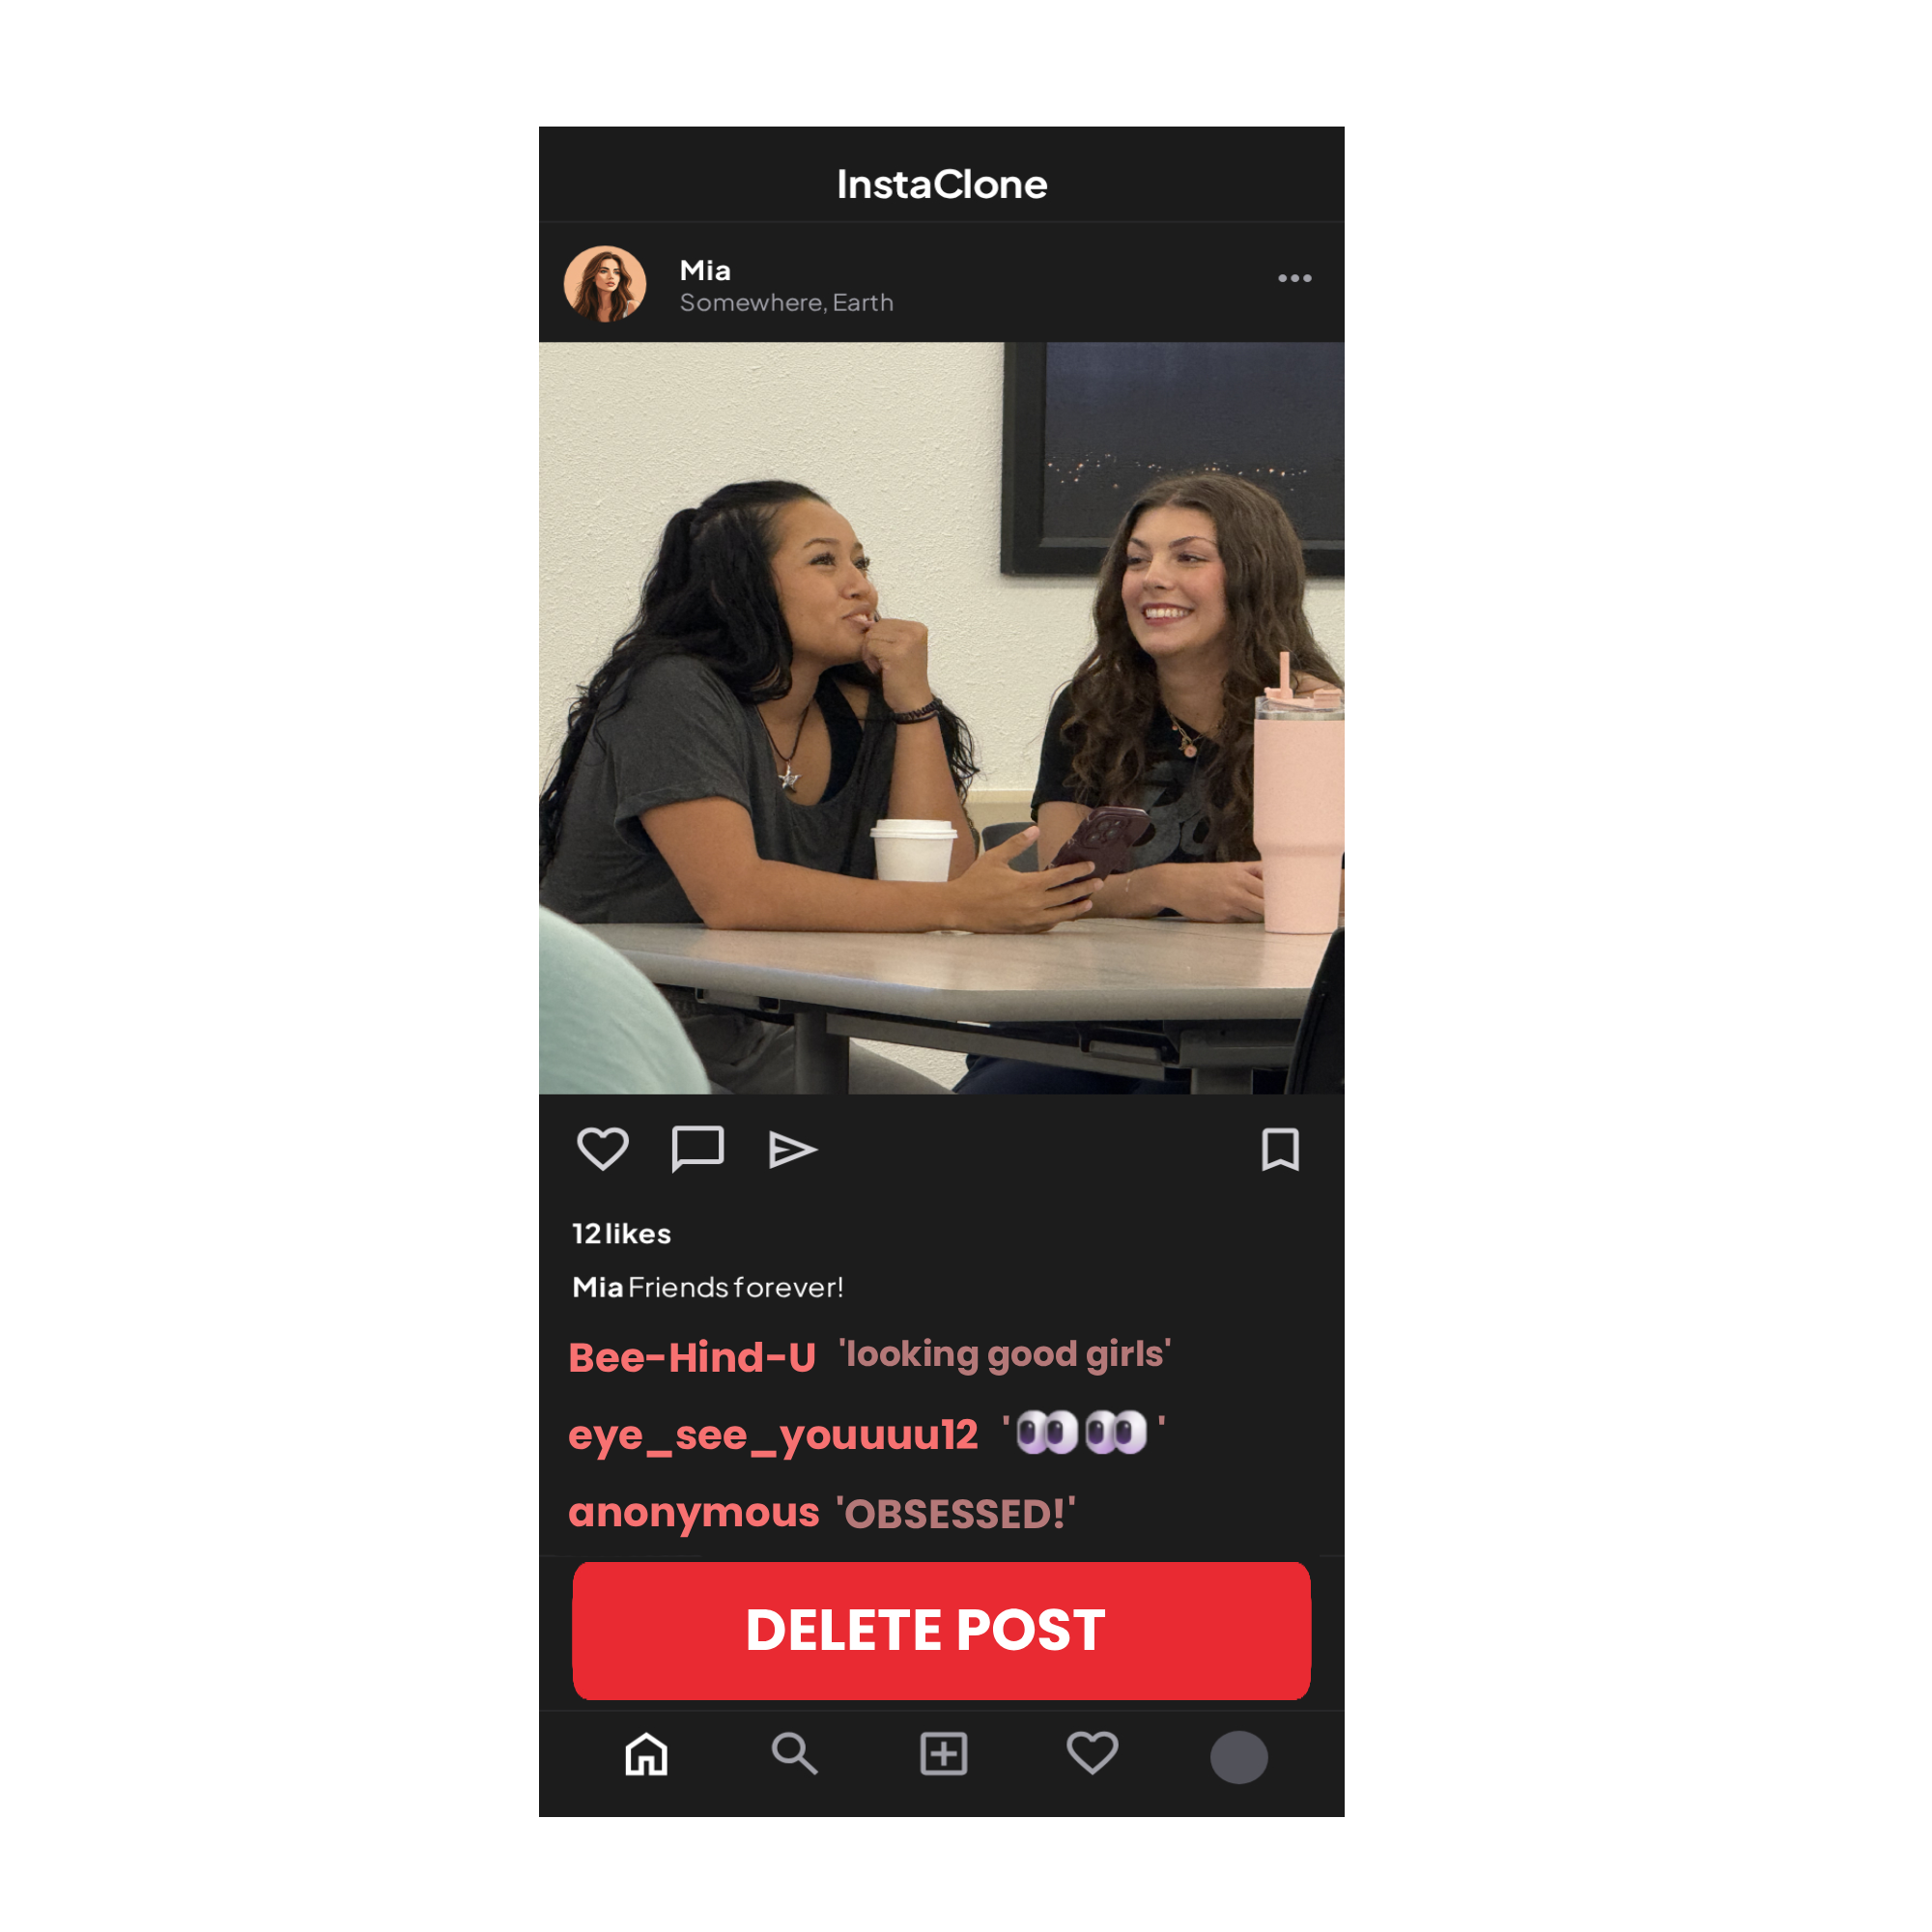 InstaClone
Mia
Somewhere, Earth
12 likes
Mia Friends forever!
Bee-Hind-U 'looking good girls'
eye_see_youuuu12 '👀👀'
anonymous 'OBSESSED!'
DELETE POST